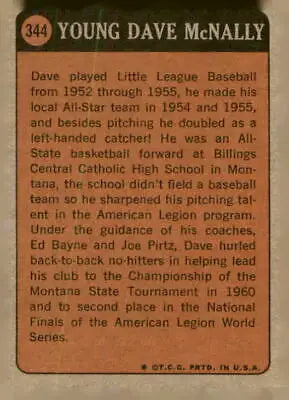 344 YOUNG DAVE McNALLY
Dave played Little League Baseball
from 1952 through 1955, he made his
local All-Star team in 1954 and 1955,
and besides pitching he doubled as a
left-handed catcher! He was an All-
State basketball forward at Billings
Central Catholic High School in Mon-
tana, the school didn't field a baseball
team so he sharpened his pitching tal-
ent in the American Legion program.
Under the guidance of his coaches,
Ed Bayne and Joe Pirtz, Dave hurled
back-to-back no-hitters in helping lead
his club to the Championship of the
Montana State Tournament in 1960
and to second place in the National
Finals of the American Legion World
Series.
* ©T.C.G. PRTD. IN U.S.A.